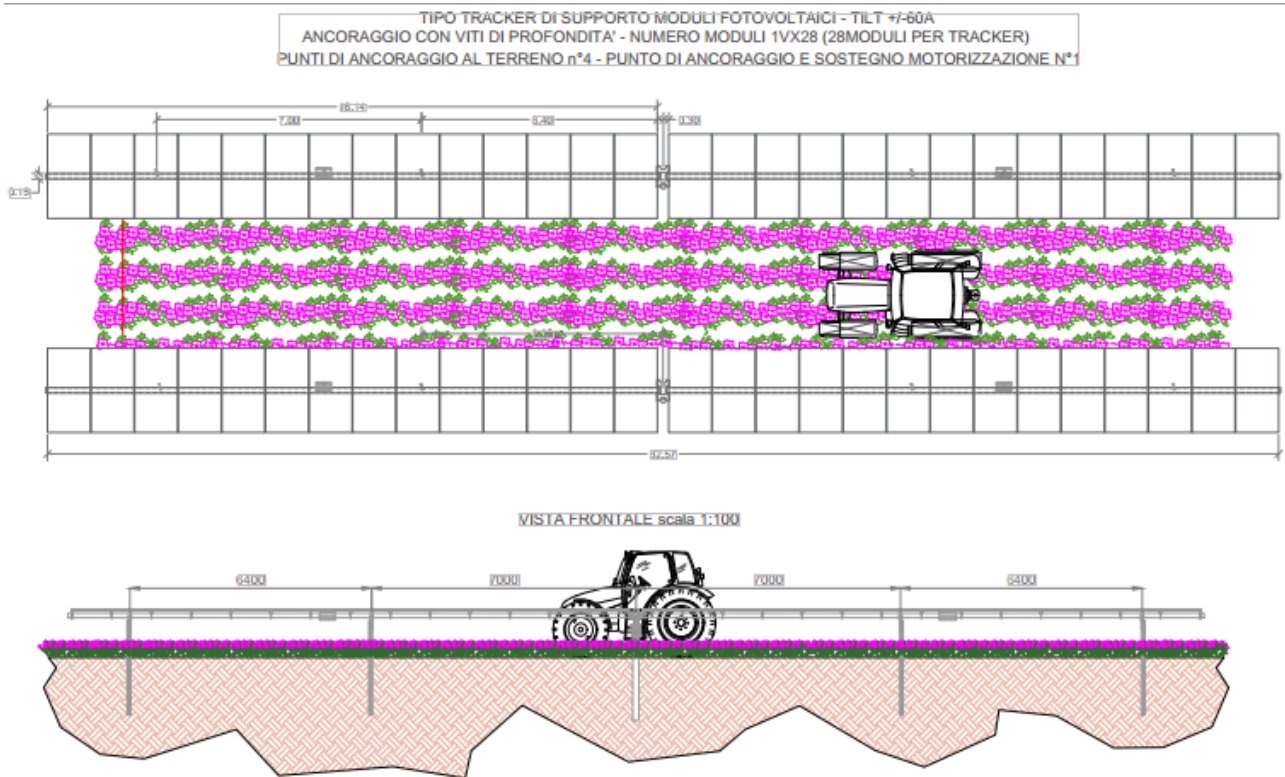 TIPO TRACKER DI SUPPORTO MODULI FOTOVOLTAICI - TILT +/-60A
ANCORAGGIO CON VITI DI PROFONDITA' - NUMERO MODULI 1VX28 (28MODULI PER TRACKER)
PUNTI DI ANCORAGGIO AL TERRENO n°4 - PUNTO DI ANCORAGGIO E SOSTEGNO MOTORIZZAZIONE N°1
16.14
7.00
6.40
0.30
0.15
32.57
VISTA FRONTALE scala 1:100
6400
7000
7000
6400